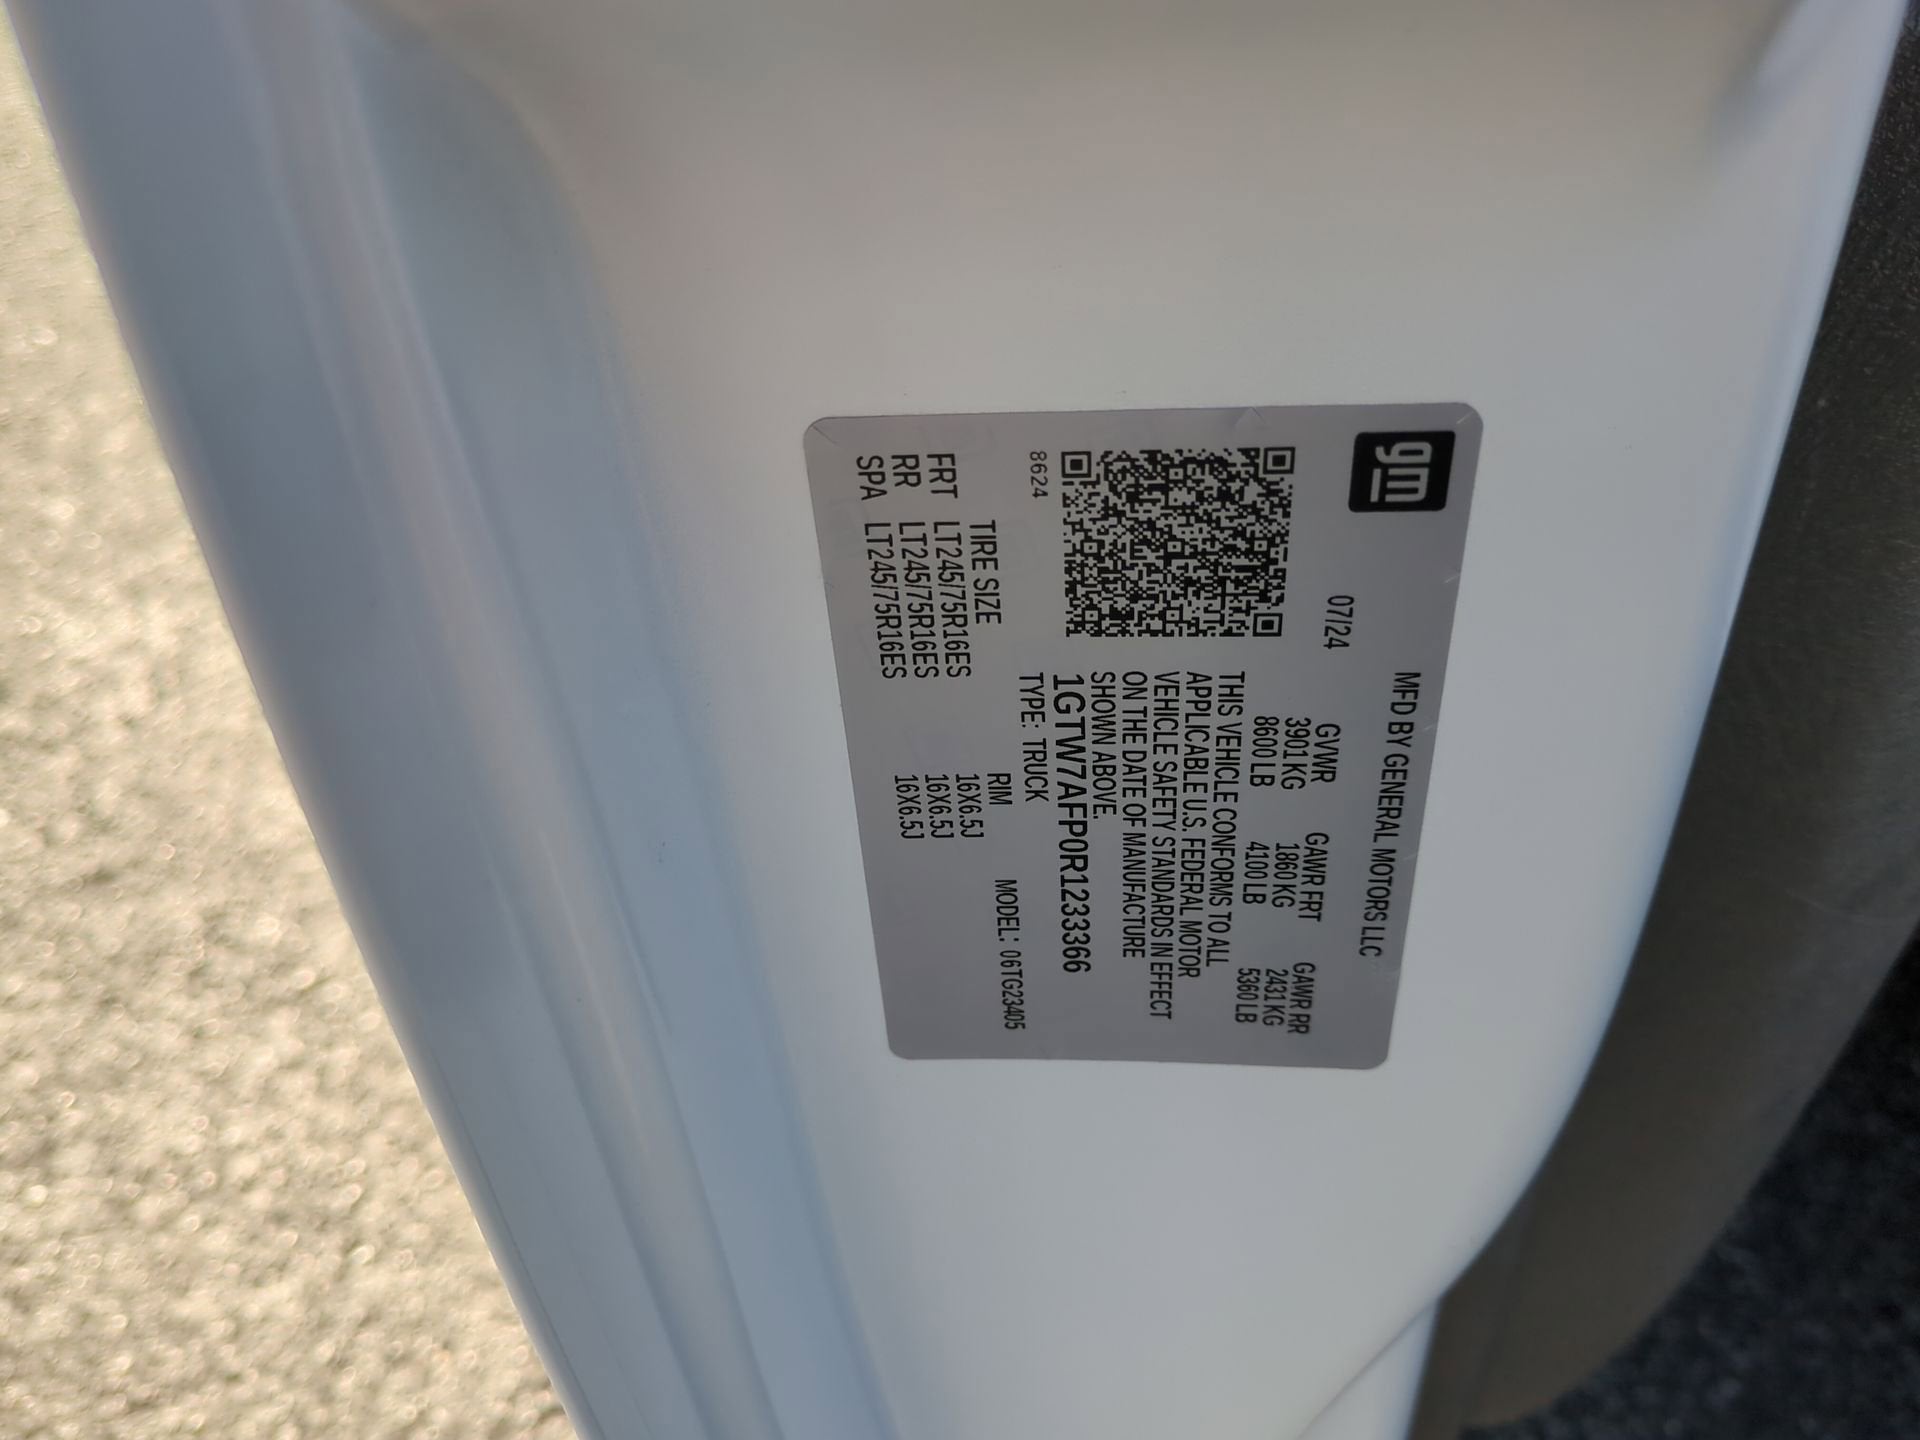 gm
MFD BY GENERAL MOTORS LLC
07/24
GVWR GAWR FRT GAWR RR
3901 KG 1860 KG 2431 KG
8600 LB 4100 LB 5360 LB
THIS VEHICLE CONFORMS TO ALL
APPLICABLE U.S. FEDERAL MOTOR
VEHICLE SAFETY STANDARDS IN EFFECT
ON THE DATE OF MANUFACTURE
SHOWN ABOVE.
8624
1GTW7AFP0R1233366
TYPE: TRUCK MODEL: 06TG23405
TIRE SIZE RIM
FRT LT245/75R16ES 16X6.5J
RR LT245/75R16ES 16X6.5J
SPA LT245/75R16ES 16X6.5J